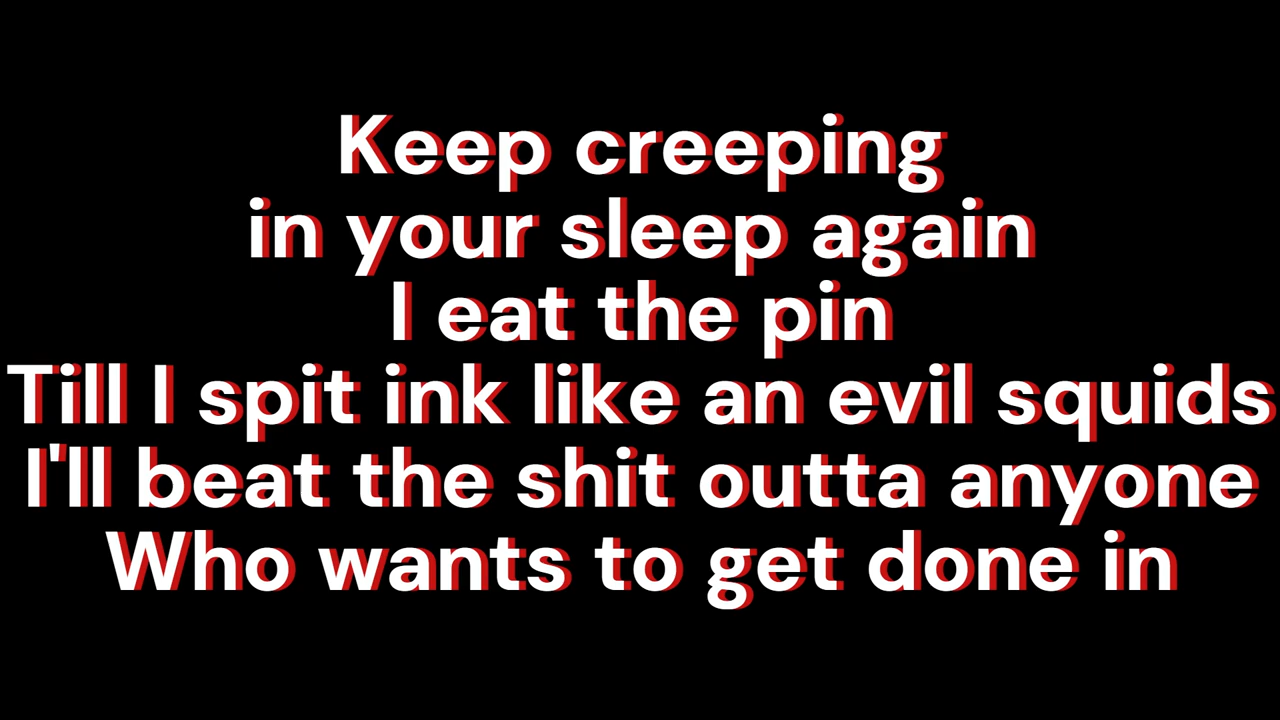 Keep creeping
in your sleep again
I eat the pin
Till I spit ink like an evil squids
I'll beat the shit outta anyone
Who wants to get done in